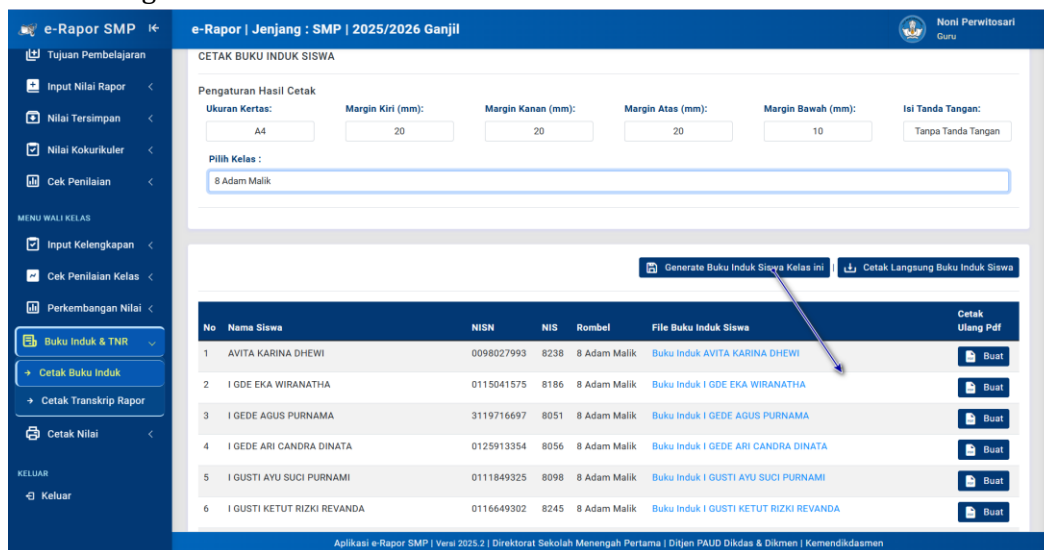 e-Rapor SMP
e-Rapor | Jenjang : SMP | 2025/2026 Ganjil
Noni Perwitosari
Guru
Tujuan Pembelajaran
Input Nilai Rapor
Nilai Tersimpan
Nilai Kokurikuler
Cek Penilaian
MENU WALI KELAS
Input Kelengkapan
Cek Penilaian Kelas
Perkembangan Nilai
Buku Induk & TNR
Cetak Buku Induk
Cetak Transkrip Rapor
Cetak Nilai
KELUAR
Keluar
CETAK BUKU INDUK SISWA
Pengaturan Hasil Cetak
Ukuran Kertas: Margin Kiri (mm): Margin Kanan (mm): Margin Atas (mm): Margin Bawah (mm): Isi Tanda Tangan:
A4 20 20 20 10 Tanpa Tanda Tangan
Pilih Kelas :
8 Adam Malik
Generate Buku Induk Siswa Kelas ini | Cetak Langsung Buku Induk Siswa
No Nama Siswa NISN NIS Rombel File Buku Induk Siswa Cetak Ulang Pdf
1 AVITA KARINA DHEWI 0098027993 8238 8 Adam Malik Buku Induk AVITA KARINA DHEWI Buat
2 I GDE EKA WIRANATHA 0115041575 8186 8 Adam Malik Buku Induk I GDE EKA WIRANATHA Buat
3 I GEDE AGUS PURNAMA 3119716697 8051 8 Adam Malik Buku Induk I GEDE AGUS PURNAMA Buat
4 I GEDE ARI CANDRA DINATA 0125913354 8056 8 Adam Malik Buku Induk I GEDE ARI CANDRA DINATA Buat
5 I GUSTI AYU SUCI PURNAMI 0111849325 8098 8 Adam Malik Buku Induk I GUSTI AYU SUCI PURNAMI Buat
6 I GUSTI KETUT RIZKI REVANDA 0116649302 8245 8 Adam Malik Buku Induk I GUSTI KETUT RIZKI REVANDA Buat
Aplikasi e-Rapor SMP | Versi 2025.2 | Direktorat Sekolah Menengah Pertama | Ditjen PAUD Dikdas & Dikmen | Kemendikdasmen